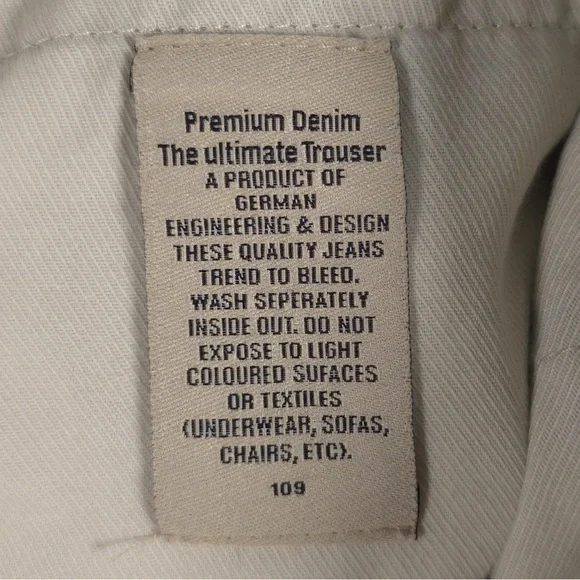 Premium Denim
The ultimate Trouser
A PRODUCT OF
GERMAN
ENGINEERING & DESIGN
THESE QUALITY JEANS
TREND TO BLEED.
WASH SEPERATELY
INSIDE OUT. DO NOT
EXPOSE TO LIGHT
COLOURED SUFACES
OR TEXTILES
(UNDERWEAR, SOFAS,
CHAIRS, ETC).
109